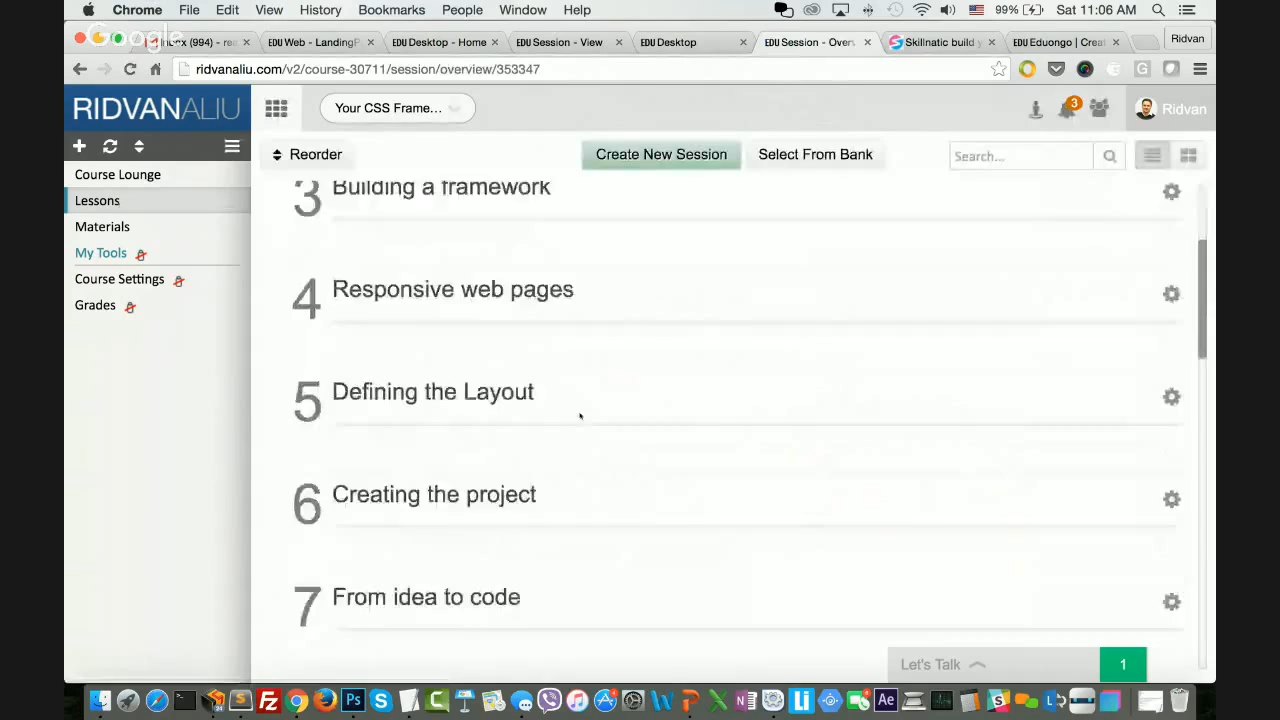 Chrome File Edit View History Bookmarks People Window Help 99% Sat 11:06 AM
Google
Inbox (994) - EDU Web - LandingP EDU Desktop - Home EDU Session - View EDU Desktop EDU Session - Over Skillnatic build EDU Eduongo | Creat Ridvan
ridvanaliu.com/v2/course-30711/session/overview/353347
RIDVANALIU Your CSS Frame... 3 Ridvan
Reorder Create New Session Select From Bank Search...
Course Lounge
Lessons
Materials
My Tools
Course Settings
Grades
3 Building a framework
4 Responsive web pages
5 Defining the Layout
6 Creating the project
7 From idea to code
Let's Talk 1